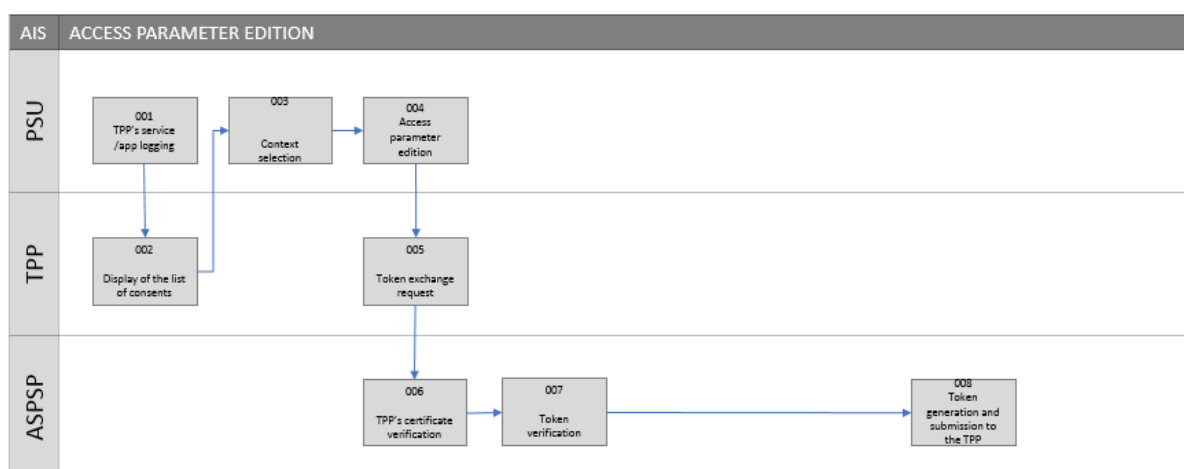 AIS ACCESS PARAMETER EDITION
PSU
001
TPP's service
/app logging
003
Context
selection
004
Access
parameter
edition
TPP
002
Display of the list
of consents
005
Token exchange
request
ASPSP
006
TPP's certificate
verification
007
Token
verification
008
Token
generation and
submission to
the TPP